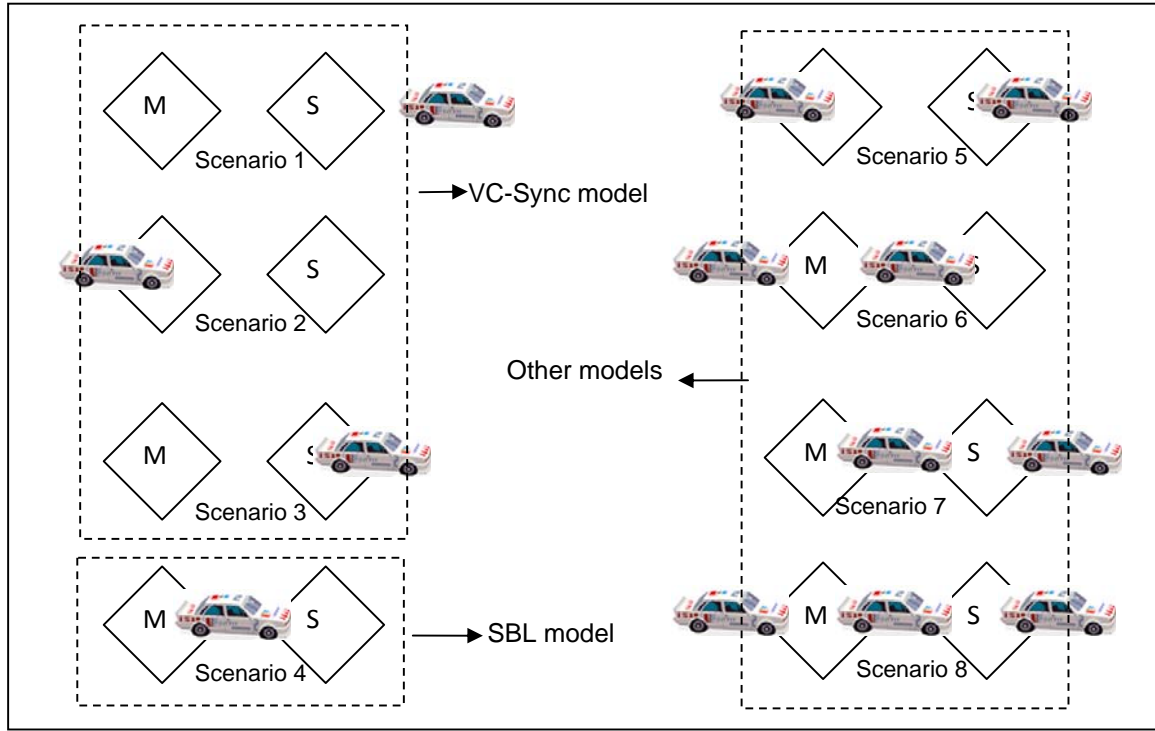 M S
Scenario 1
VC-Sync model
S
Scenario 2
M S
Scenario 3
M S
Scenario 4
SBL model
S
Scenario 5
M S
Scenario 6
Other models
M S
Scenario 7
M S
Scenario 8